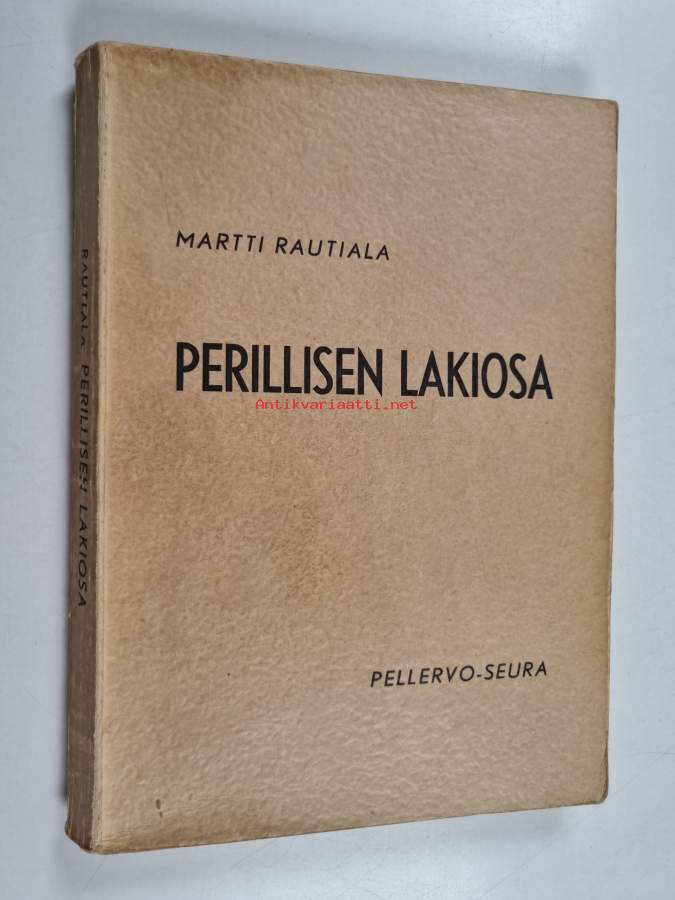 MARTTI RAUTIALA
PERILLISEN LAKIOSA
Antikvariaatti.net
PELLERVO-SEURA
RAUTIALA PERILLISEN LAKIOSA